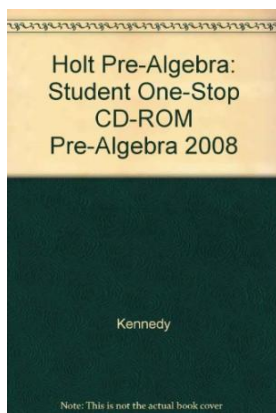 Holt Pre-Algebra:
Student One-Stop
CD-ROM
Pre-Algebra 2008
Kennedy
Note: This is not the actual book cover